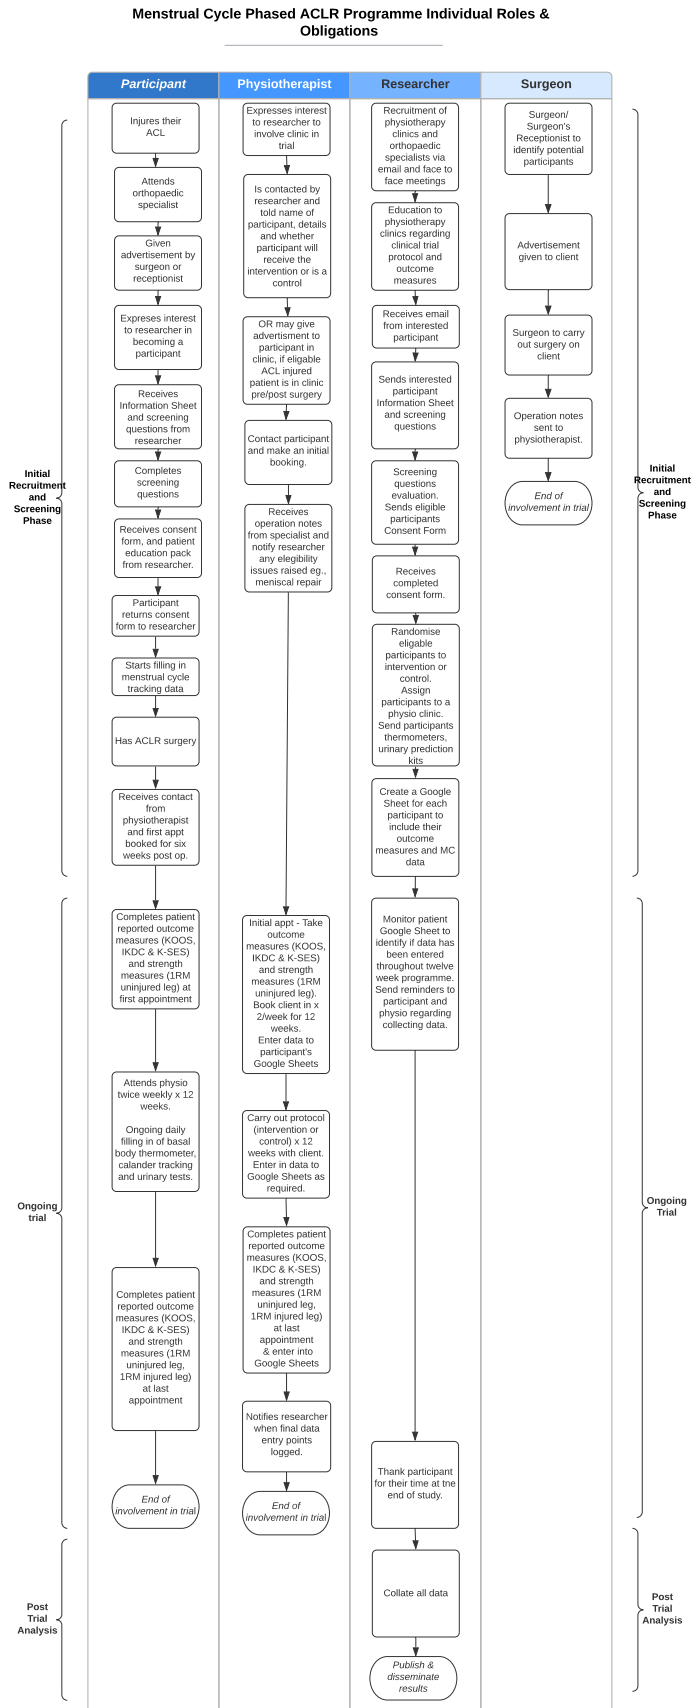 Menstrual Cycle Phased ACLR Programme Individual Roles &
Obligations
Participant
Physiotherapist
Researcher
Surgeon
Initial
Recruitment
and
Screening
Phase
Ongoing
trial
Post
Trial
Analysis
Injures their
ACL
Attends
orthopaedic
specialist
Given
advertisement by
surgeon or
receptionist
Expreses interest
to researcher in
becoming a
participant
Receives
Information Sheet
and screening
questions from
researcher
Completes
screening
questions
Receives consent
form, and patient
education pack
from researcher.
Participant
returns consent
form to researcher
Starts filling in
menstrual cycle
tracking data
Has ACLR surgery
Receives contact
from
physiotherapist
and first appt
booked for six
weeks post op.
Completes patient
reported outcome
measures (KOOS,
IKDC & K-SES)
and strength
measures (1RM
uninjured leg) at
first appointment
Attends physio
twice weekly x 12
weeks.
Ongoing daily
filling in of basal
body thermometer,
calander tracking
and urinary tests.
Completes patient
reported outcome
measures (KOOS,
IKDC & K-SES)
and strength
measures (1RM
uninjured leg,
1RM injured leg)
at last
appointment
End of
involvement in trial
Expresses interest
to researcher to
involve clinic in
trial
Is contacted by
researcher and
told name of
participant, details
and whether
participant will
receive the
intervention or is a
control
OR may give
advertisment to
participant in
clinic, if eligable
ACL injured
patient is in clinic
pre/post surgery
Contact participant
and make an initial
booking.
Receives
operation notes
from specialist and
notify researcher
any elegibility
issues raised eg.,
meniscal repair
Initial appt - Take
outcome
measures (KOOS,
IKDC & K-SES)
and strength
measures (1RM
uninjured leg).
Book client in x
2/week for 12
weeks.
Enter data to
participant's
Google Sheets
Carry out protocol
(intervention or
control) x 12
weeks with client.
Enter in data to
Google Sheets as
required.
Completes patient
reported outcome
measures (KOOS,
IKDC & K-SES)
and strength
measures (1RM
uninjured leg,
1RM injured leg)
at last
appointment
& enter into
Google Sheets
Notifies researcher
when final data
entry points
logged.
End of
involvement in trial
Recruitment of
physiotherapy
clinics and
orthopaedic
specialists via
email and face to
face meetings
Education to
physiotherapy
clinics regarding
clinical trial
protocol and
outcome
measures
Receives email
from interested
participant
Sends interested
participant
Information Sheet
and screening
questions
Screening
questions
evaluation.
Sends eligible
participants
Consent Form
Receives
completed
consent form.
Randomise
eligable
participants to
intervention or
control.
Assign
participants to a
physio clinic.
Send participants
thermometers,
urinary prediction
kits
Create a Google
Sheet for each
participant to
include their
outcome
measures and MC
data
Monitor patient
Google Sheet to
identify if data has
been entered
throughout twelve
week programme.
Send reminders to
participant and
physio regarding
collecting data.
Thank participant
for their time at the
end of study.
Collate all data
Publish &
disseminate
results
Surgeon/
Surgeon's
Receptionist to
identify potential
participants
Advertisement
given to client
Surgeon to carry
out surgery on
client
Operation notes
sent to
physiotherapist.
End of
involvement in trial
Initial
Recruitment
and
Screening
Phase
Ongoing
Trial
Post
Trial
Analysis